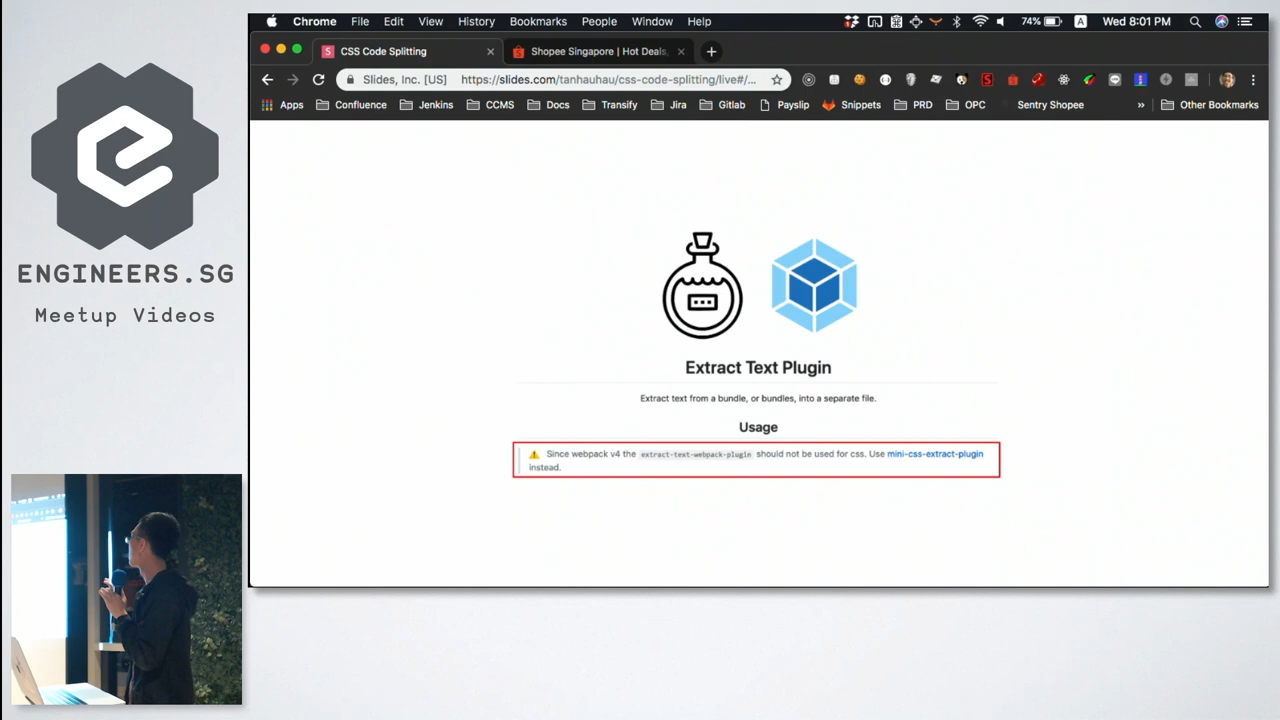 Chrome File Edit View History Bookmarks People Window Help 74% A Wed 8:01 PM
CSS Code Splitting Shopee Singapore | Hot Deals,
Slides, Inc. [US] https://slides.com/tanhauhau/css-code-splitting/live#/...
Apps Confluence Jenkins CCMS Docs Transify Jira Gitlab Payslip Snippets PRD OPC Sentry Shopee » Other Bookmarks
ENGINEERS.SG
Meetup Videos
Extract Text Plugin
Extract text from a bundle, or bundles, into a separate file.
Usage
Since webpack v4 the extract-text-webpack-plugin should not be used for css. Use mini-css-extract-plugin
instead.